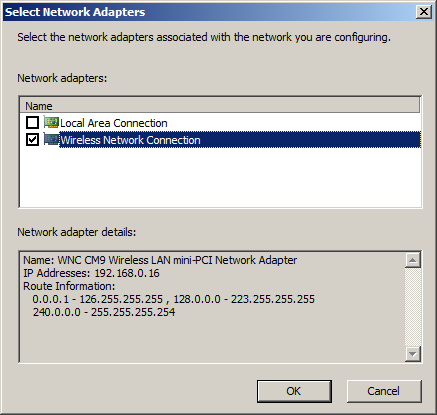 Select Network Adapters
Select the network adapters associated with the network you are configuring.
Network adapters:
Name
Local Area Connection
Wireless Network Connection
Network adapter details:
Name: WNC CM9 Wireless LAN mini-PCI Network Adapter
IP Addresses: 192.168.0.16
Route Information:
0.0.0.1 - 126.255.255.255 , 128.0.0.0 - 223.255.255.255
240.0.0.0 - 255.255.255.254
OK
Cancel